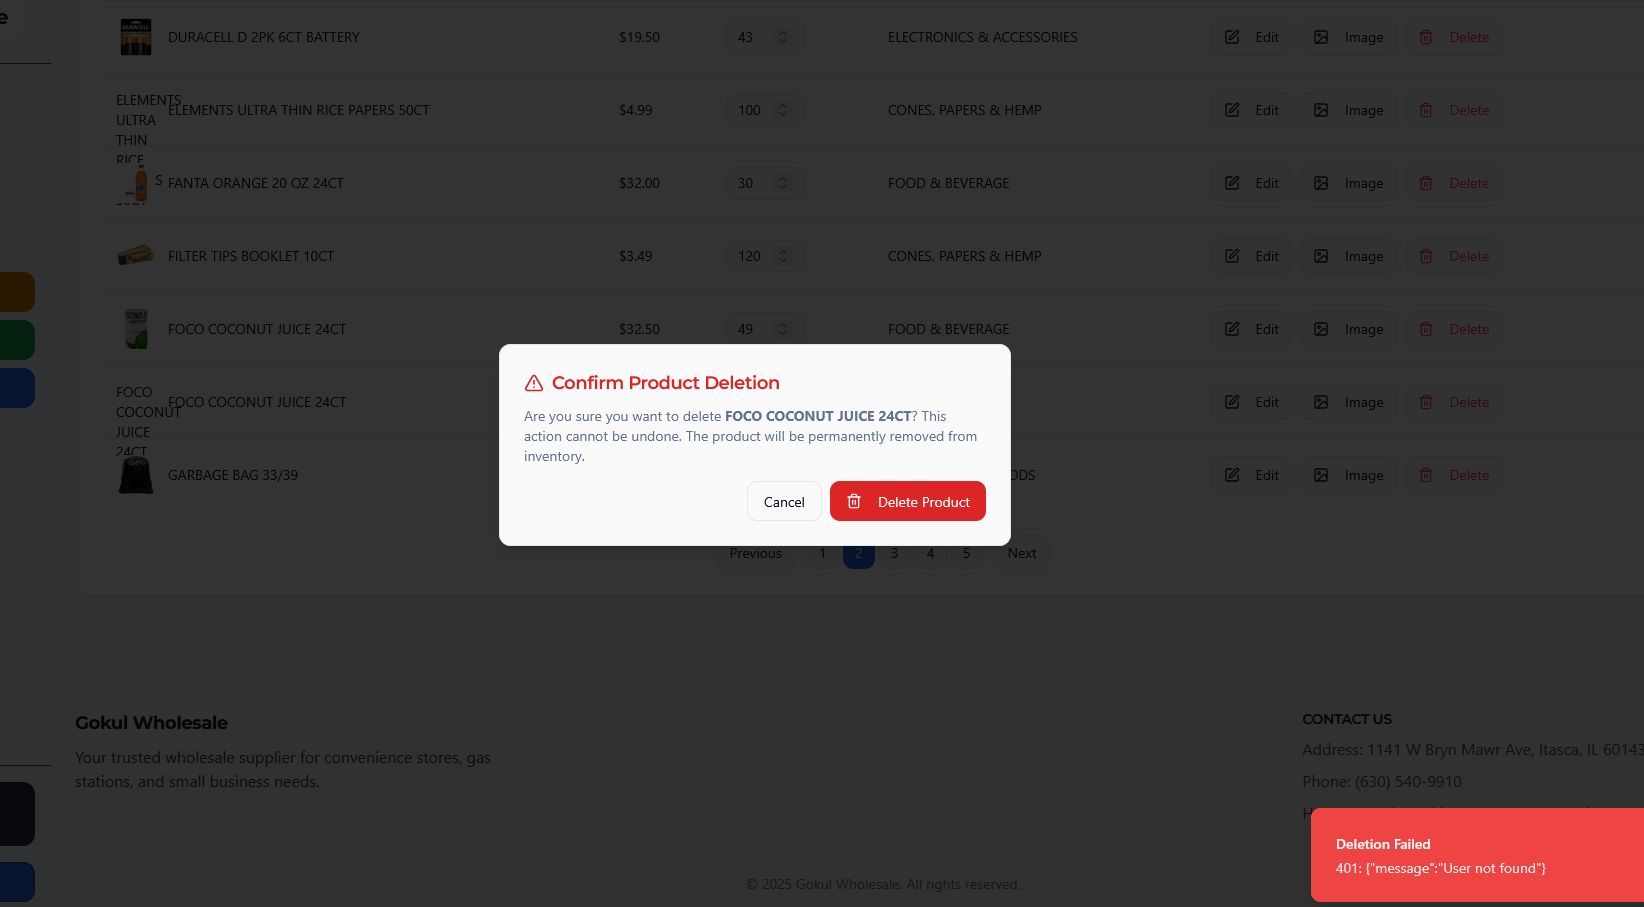 e
DURACELL D 2PK 6CT BATTERY $19.50 43 ELECTRONICS & ACCESSORIES Edit Image Delete
ELEMENTS
ULTRA
THIN
RICE
ELEMENTS ULTRA THIN RICE PAPERS 50CT $4.99 100 CONES, PAPERS & HEMP Edit Image Delete
S
FANTA ORANGE 20 OZ 24CT $32.00 30 FOOD & BEVERAGE Edit Image Delete
FILTER TIPS BOOKLET 10CT $3.49 120 CONES, PAPERS & HEMP Edit Image Delete
FOCO COCONUT JUICE 24CT $32.50 49 FOOD & BEVERAGE Edit Image Delete
FOCO
COCONUT
JUICE
24CT
FOCO COCONUT JUICE 24CT Edit Image Delete
GARBAGE BAG 33/39 ODS Edit Image Delete
Confirm Product Deletion
Are you sure you want to delete FOCO COCONUT JUICE 24CT? This
action cannot be undone. The product will be permanently removed from
inventory.
Cancel Delete Product
Previous 1 2 3 4 5 Next
Gokul Wholesale
Your trusted wholesale supplier for convenience stores, gas
stations, and small business needs.
CONTACT US
Address: 1141 W Bryn Mawr Ave, Itasca, IL 60143
Phone: (630) 540-9910
Deletion Failed
401: {"message":"User not found"}
© 2025 Gokul Wholesale. All rights reserved.